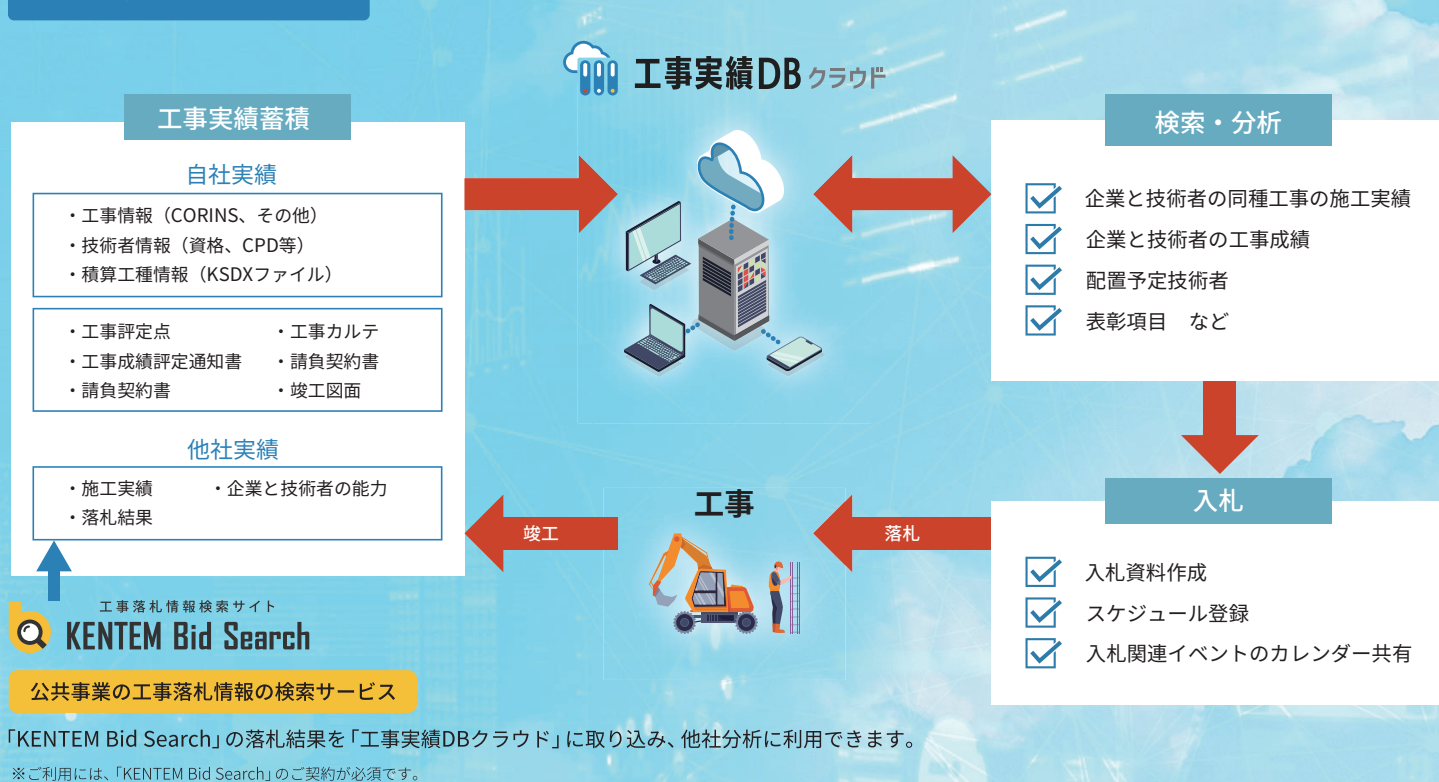 工事実績DBクラウド
工事実績蓄積
自社実績
・工事情報（CORINS、その他）
・技術者情報（資格、CPD等）
・積算工種情報（KSDXファイル）
・工事評定点 ・工事カルテ
・工事成績評定通知書 ・請負契約書
・請負契約書 ・竣工図面
他社実績
・施工実績 ・企業と技術者の能力
・落札結果
検索・分析
企業と技術者の同種工事の施工実績
企業と技術者の工事成績
配置予定技術者
表彰項目　など
入札
入札資料作成
スケジュール登録
入札関連イベントのカレンダー共有
落札
工事
竣工
工事落札情報検索サイト
KENTEM Bid Search
公共事業の工事落札情報の検索サービス
「KENTEM Bid Search」の落札結果を「工事実績DBクラウド」に取り込み、他社分析に利用できます。
※ご利用には、「KENTEM Bid Search」のご契約が必須です。